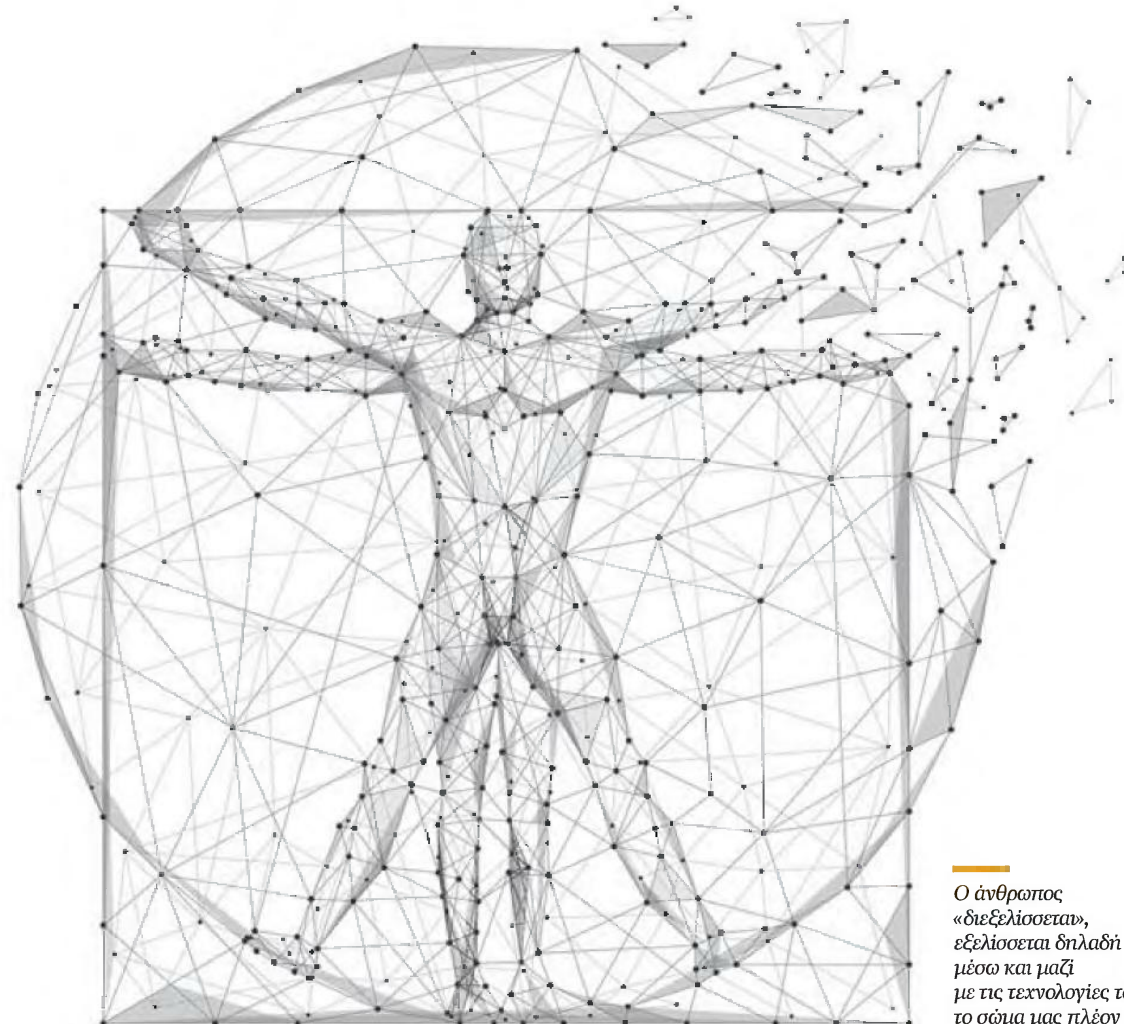 Ο άνθρωπος
«διεξελίσσεται»,
εξελίσσεται δηλαδή
μέσω και μαζί
με τις τεχνολογίες
το σώμα μας πλέον